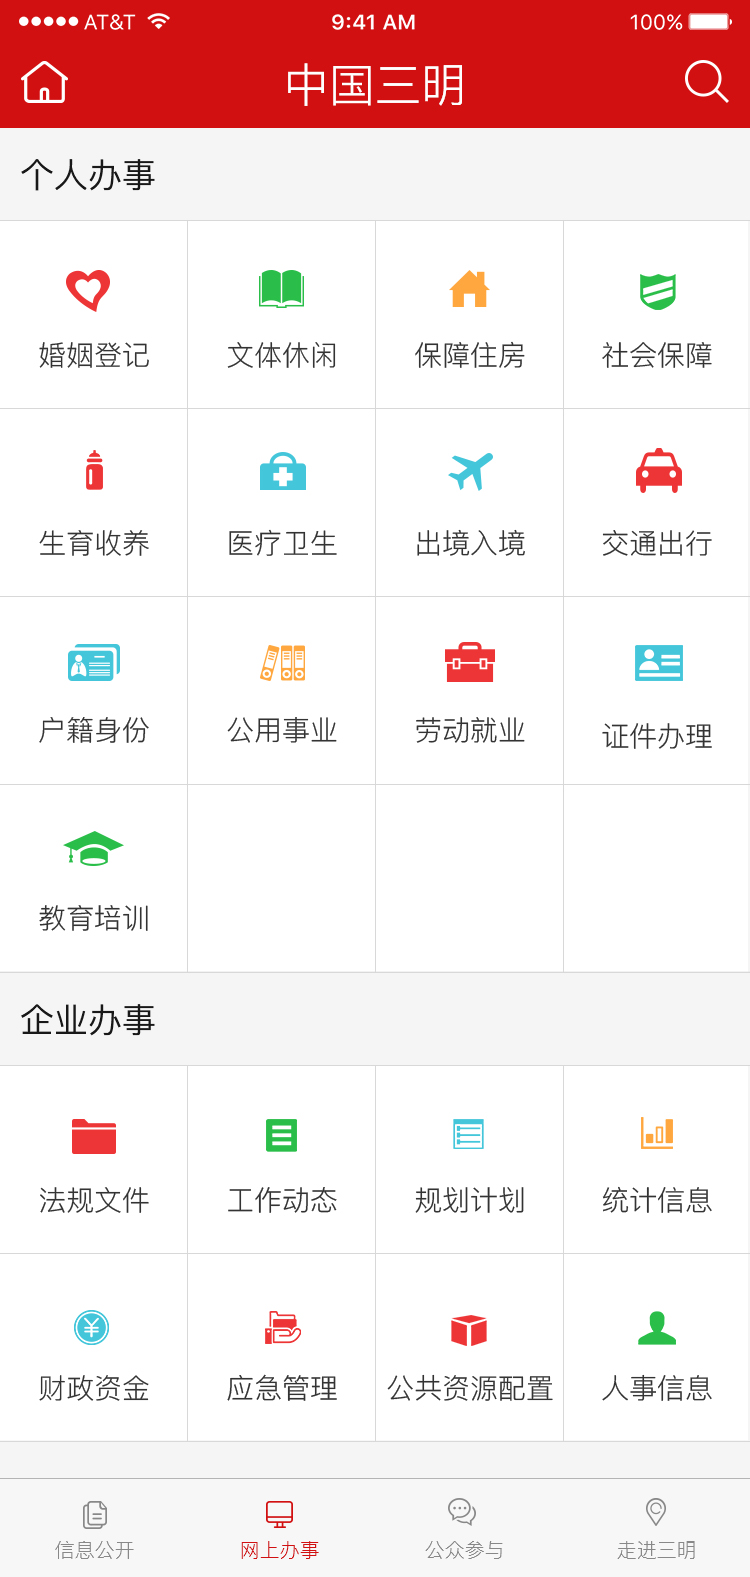 ●●●●● AT&T 9:41 AM 100%
中国三明
个人办事
婚姻登记 文体休闲 保障住房 社会保障
生育收养 医疗卫生 出境入境 交通出行
户籍身份 公用事业 劳动就业 证件办理
教育培训
企业办事
法规文件 工作动态 规划计划 统计信息
财政资金 应急管理 公共资源配置 人事信息
信息公开 网上办事 公众参与 走进三明